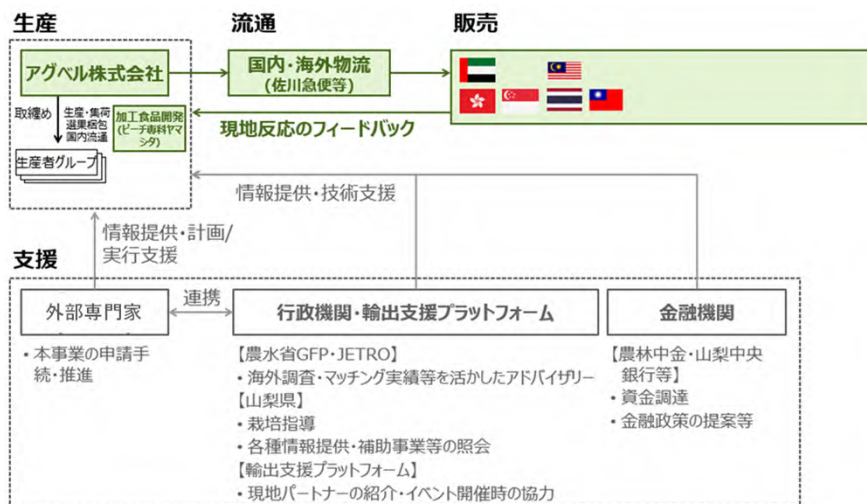 生産
流通
販売
アグベル株式会社
国内・海外物流
(佐川急便等)
取纏め
生産・集荷
選果梱包
国内流通
加工食品開発
(ピーチ専科ヤマ
シタ)
生産者グループ
現地反応のフィードバック
情報提供・技術支援
情報提供・計画/
実行支援
支援
外部専門家
連携
行政機関・輸出支援プラットフォーム
金融機関
・本事業の申請手
続・推進
【農水省GFP・JETRO】
・海外調査・マッチング実績等を活かしたアドバイザリー
【山梨県】
・栽培指導
・各種情報提供・補助事業等の照会
【輸出支援プラットフォーム】
・現地パートナーの紹介・イベント開催時の協力
【農林中金・山梨中央
銀行等】
・資金調達
・金融政策の提案等